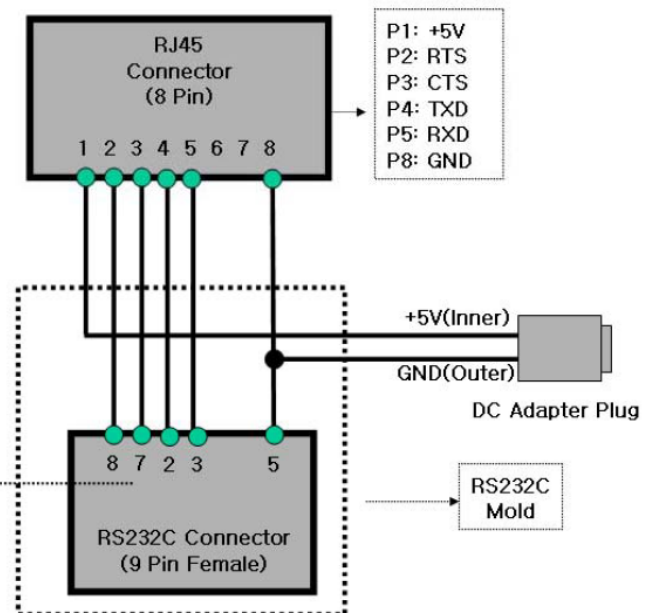 RJ45
Connector
(8 Pin)
1 2 3 4 5 6 7 8
P1: +5V
P2: RTS
P3: CTS
P4: TXD
P5: RXD
P8: GND
+5V(Inner)
GND(Outer)
DC Adapter Plug
8 7 2 3 5
RS232C Connector
(9 Pin Female)
RS232C
Mold